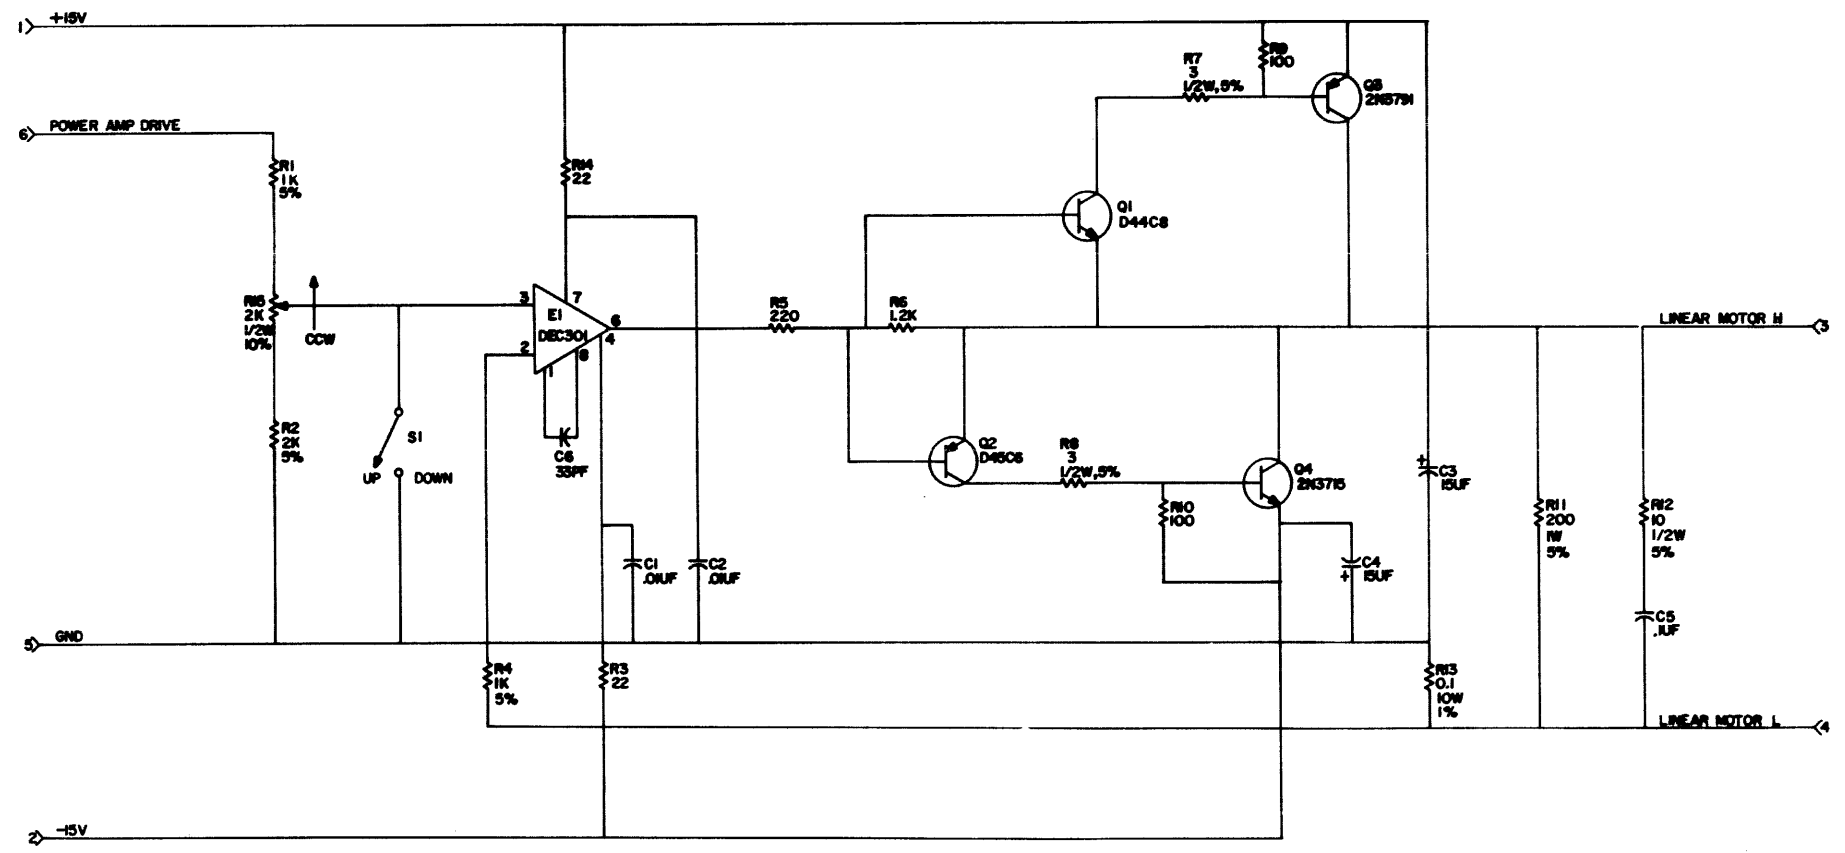 1 +15V
6 POWER AMP DRIVE
R1
1K
5%
R15
2K
1/2W
10%
CCW
R2
2K
5%
S1
UP
DOWN
R14
22
3
2
7
6
4
8
1
E1
DEC301
C6
33PF
C1
.01UF
C2
.01UF
R4
1K
5%
R3
22
5 GND
2 -15V
R5
220
R6
1.2K
Q1
D44C8
R7
3
1/2W,5%
R9
100
Q3
2N3791
Q2
D45C8
R8
3
1/2W,5%
R10
100
Q4
2N3715
+
C3
15UF
C4
+ 15UF
R13
0.1
10W
1%
R11
200
1W
5%
R12
10
1/2W
5%
C5
.1UF
LINEAR MOTOR H 3
LINEAR MOTOR L 4